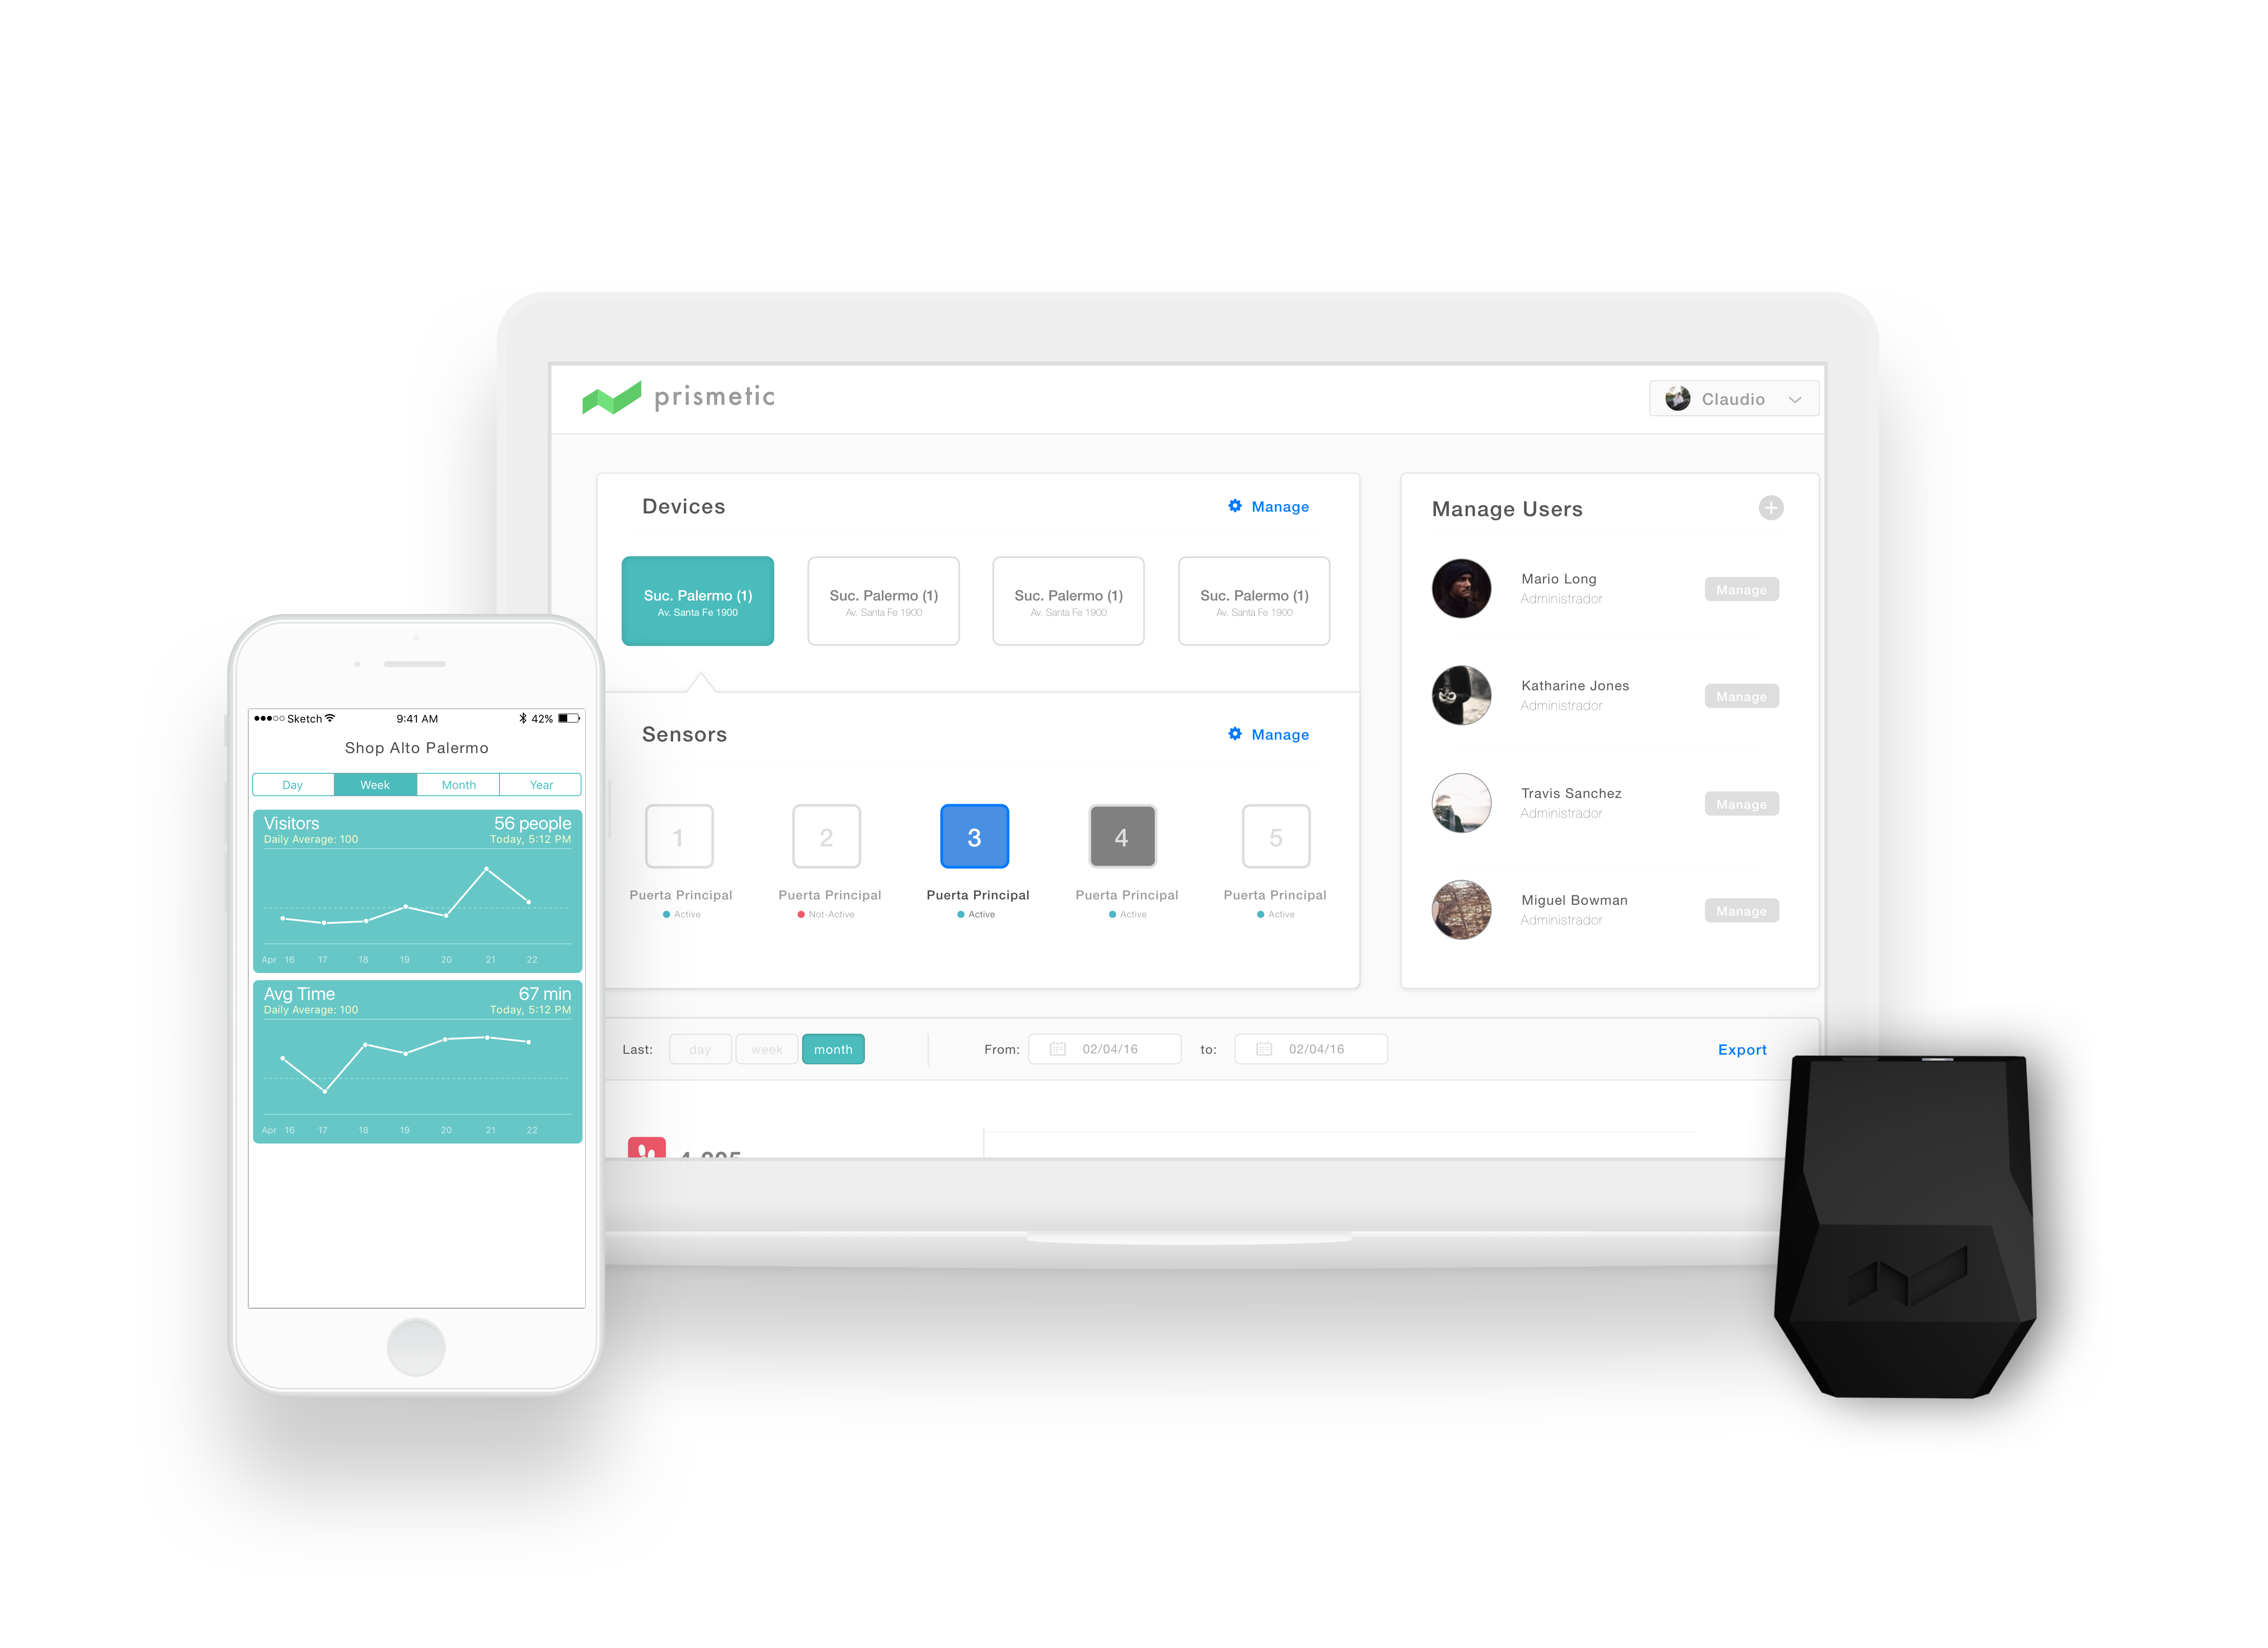 prismetic
Claudio
Devices
Manage
Suc. Palermo (1)
Av. Santa Fe 1900
Suc. Palermo (1)
Av. Santa Fe 1900
Suc. Palermo (1)
Av. Santa Fe 1900
Suc. Palermo (1)
Av. Santa Fe 1900
Sensors
Manage
1
2
3
4
5
Puerta Principal
Active
Puerta Principal
Not-Active
Puerta Principal
Active
Puerta Principal
Active
Puerta Principal
Active
Manage Users
Mario Long
Administrador
Manage
Katharine Jones
Administrador
Manage
Travis Sanchez
Administrador
Manage
Miguel Bowman
Administrador
Manage
Last: day week month
From: 02/04/16 to: 02/04/16
Export
Sketch 9:41 AM 42%
Shop Alto Palermo
Day Week Month Year
Visitors 56 people
Daily Average: 100 Today, 5:12 PM
Apr 16 17 18 19 20 21 22
Avg Time 67 min
Daily Average: 100 Today, 5:12 PM
Apr 16 17 18 19 20 21 22